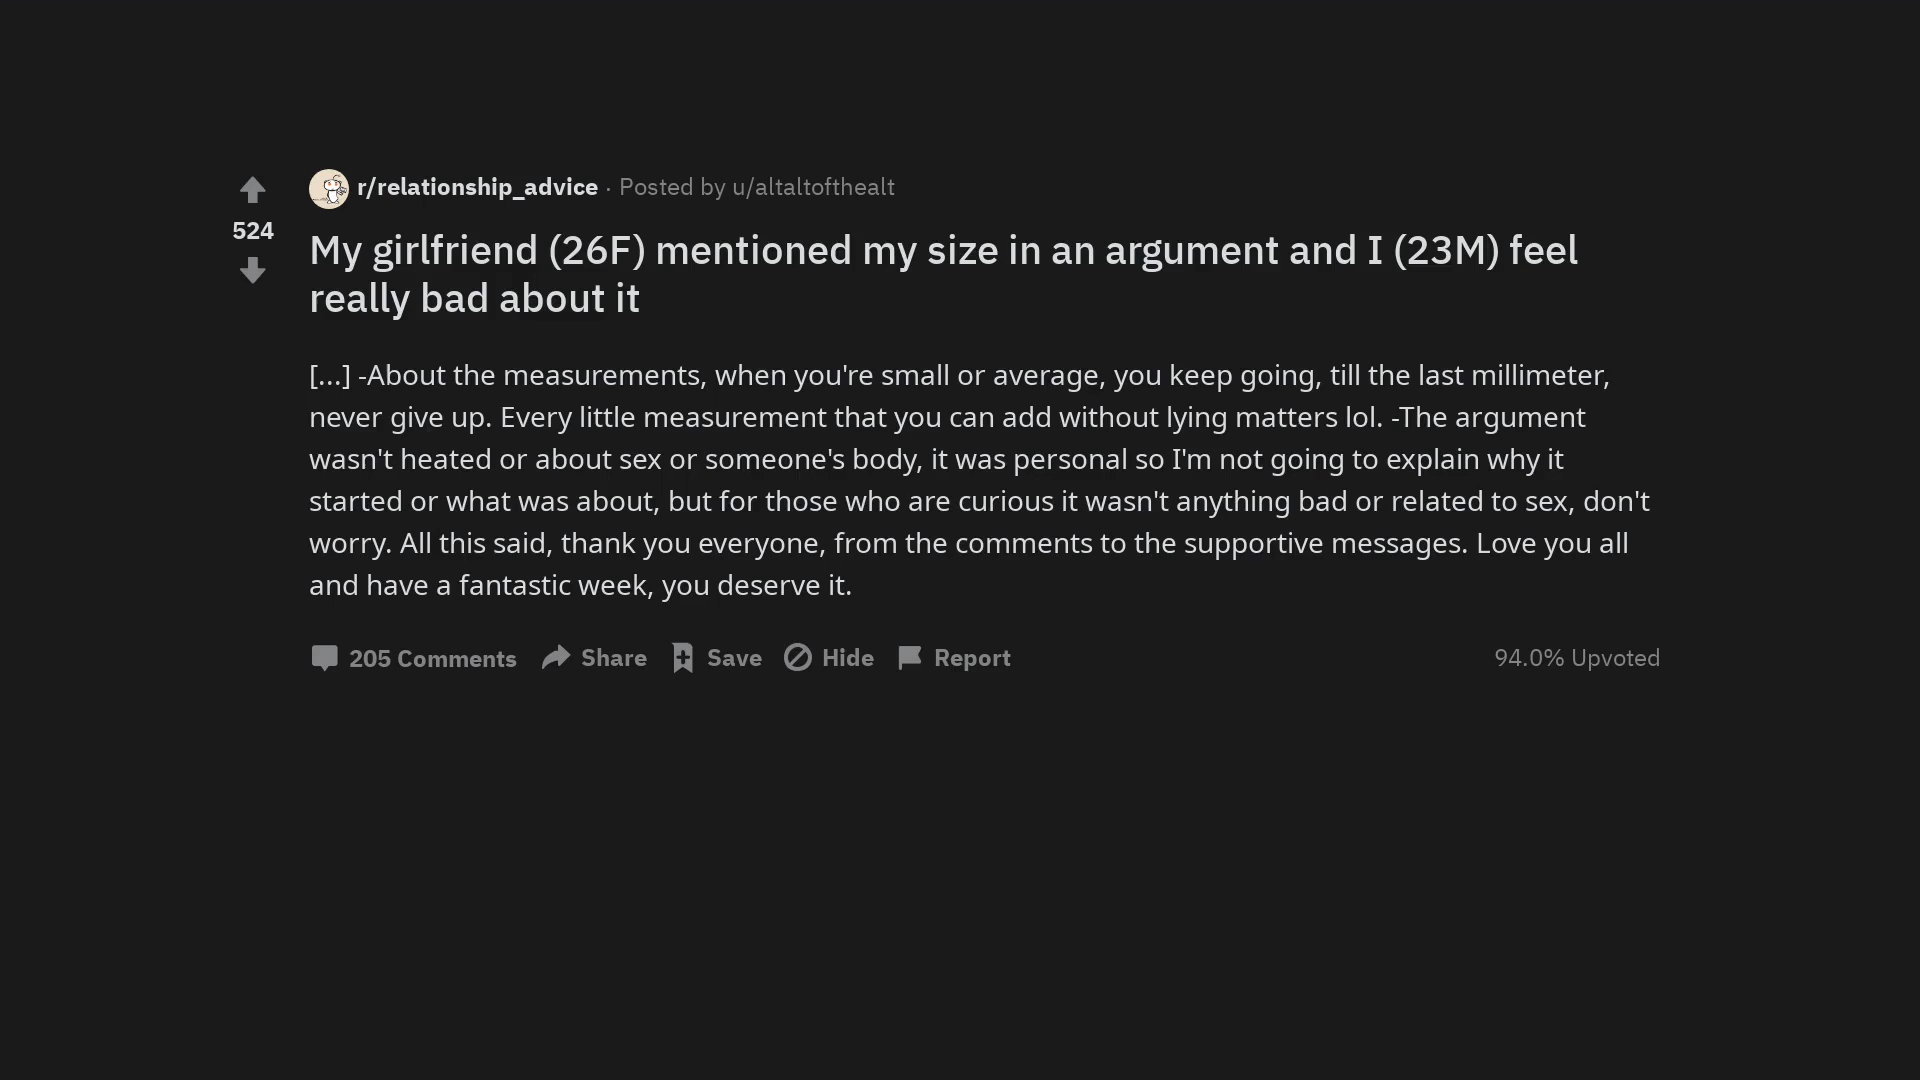 r/relationship_advice · Posted by u/altaltofthealt
524
My girlfriend (26F) mentioned my size in an argument and I (23M) feel
really bad about it
[...] -About the measurements, when you're small or average, you keep going, till the last millimeter,
never give up. Every little measurement that you can add without lying matters lol. -The argument
wasn't heated or about sex or someone's body, it was personal so I'm not going to explain why it
started or what was about, but for those who are curious it wasn't anything bad or related to sex, don't
worry. All this said, thank you everyone, from the comments to the supportive messages. Love you all
and have a fantastic week, you deserve it.
205 Comments Share Save Hide Report 94.0% Upvoted